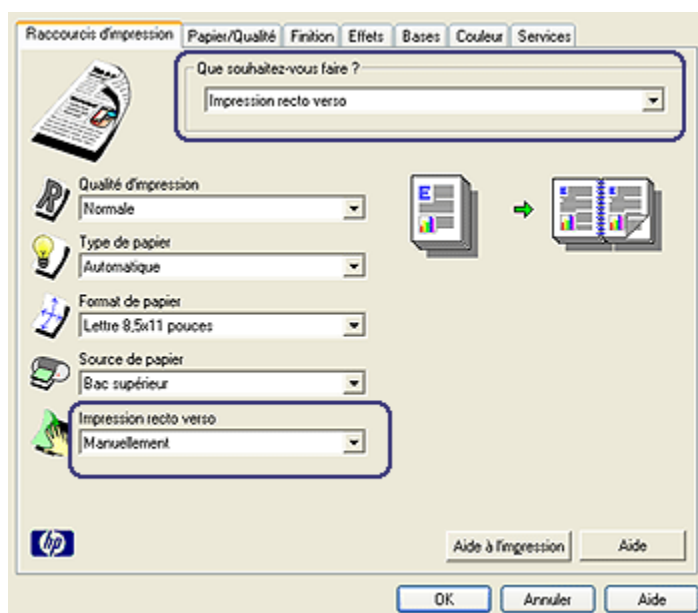 Raccourcis d'impression Papier/Qualité Finition Effets Bases Couleur Services
Que souhaitez-vous faire ?
Impression recto verso
Qualité d'impression
Normale
Type de papier
Automatique
Format de papier
Lettre 8,5x11 pouces
Source de papier
Bac supérieur
Impression recto verso
Manuellement
hp
Aide à l'impression Aide
OK Annuler Aide